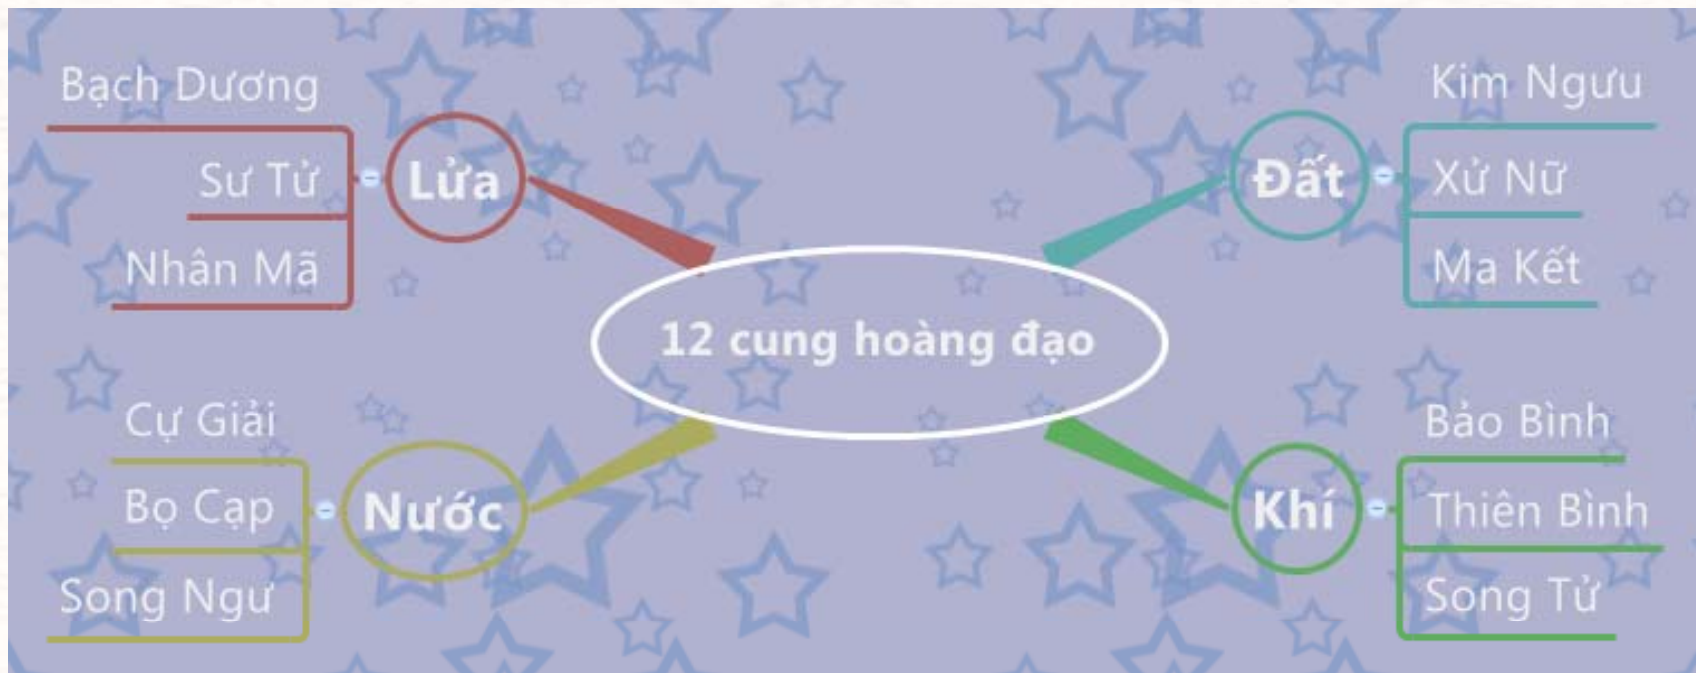 12 cung hoàng đạo
Lửa
Bạch Dương
Sư Tử
Nhân Mã
Đất
Kim Ngưu
Xử Nữ
Ma Kết
Nước
Cự Giải
Bọ Cạp
Song Ngư
Khí
Bảo Bình
Thiên Bình
Song Tử